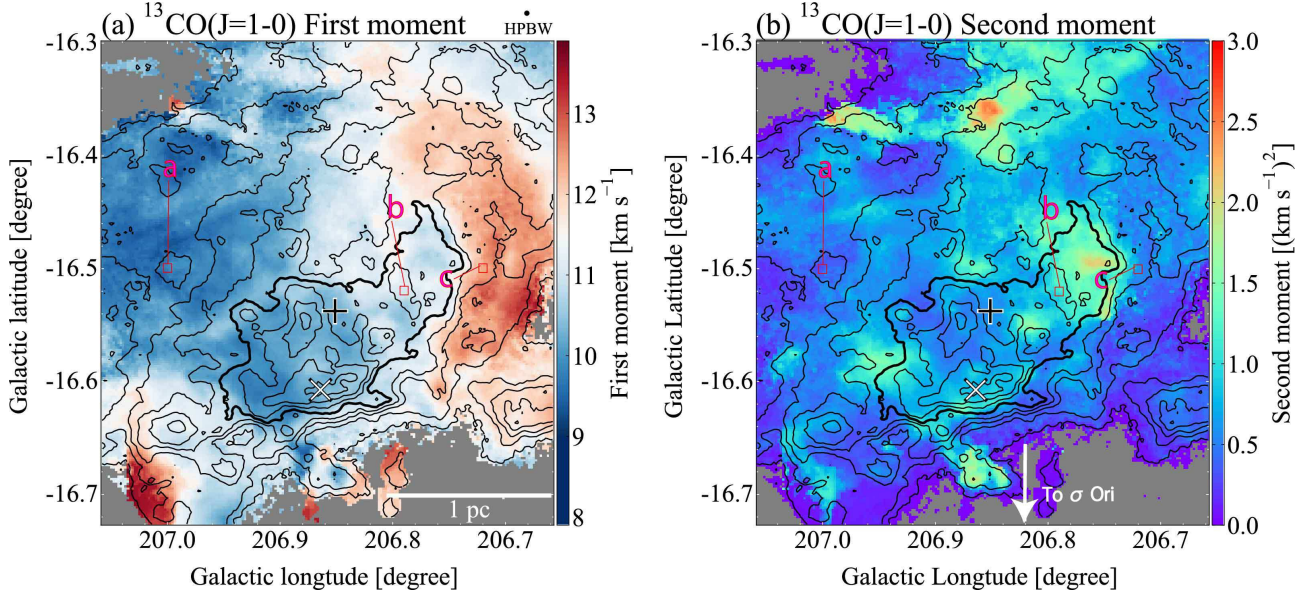 (a) ¹³CO(J=1-0) First moment
HPBW
-16.3
-16.4
-16.5
-16.6
-16.7
Galactic latitude [degree]
a
b
c
1 pc
207.0
206.9
206.8
206.7
Galactic longtude [degree]
13
12
11
10
9
8
First moment [km s⁻¹]
(b) ¹³CO(J=1-0) Second moment
-16.3
-16.4
-16.5
-16.6
-16.7
Galactic Latitude [degree]
a
b
c
To σ Ori
207.0
206.9
206.8
206.7
Galactic Longtude [degree]
3.0
2.5
2.0
1.5
1.0
0.5
0.0
Second moment [(km s⁻¹)²]